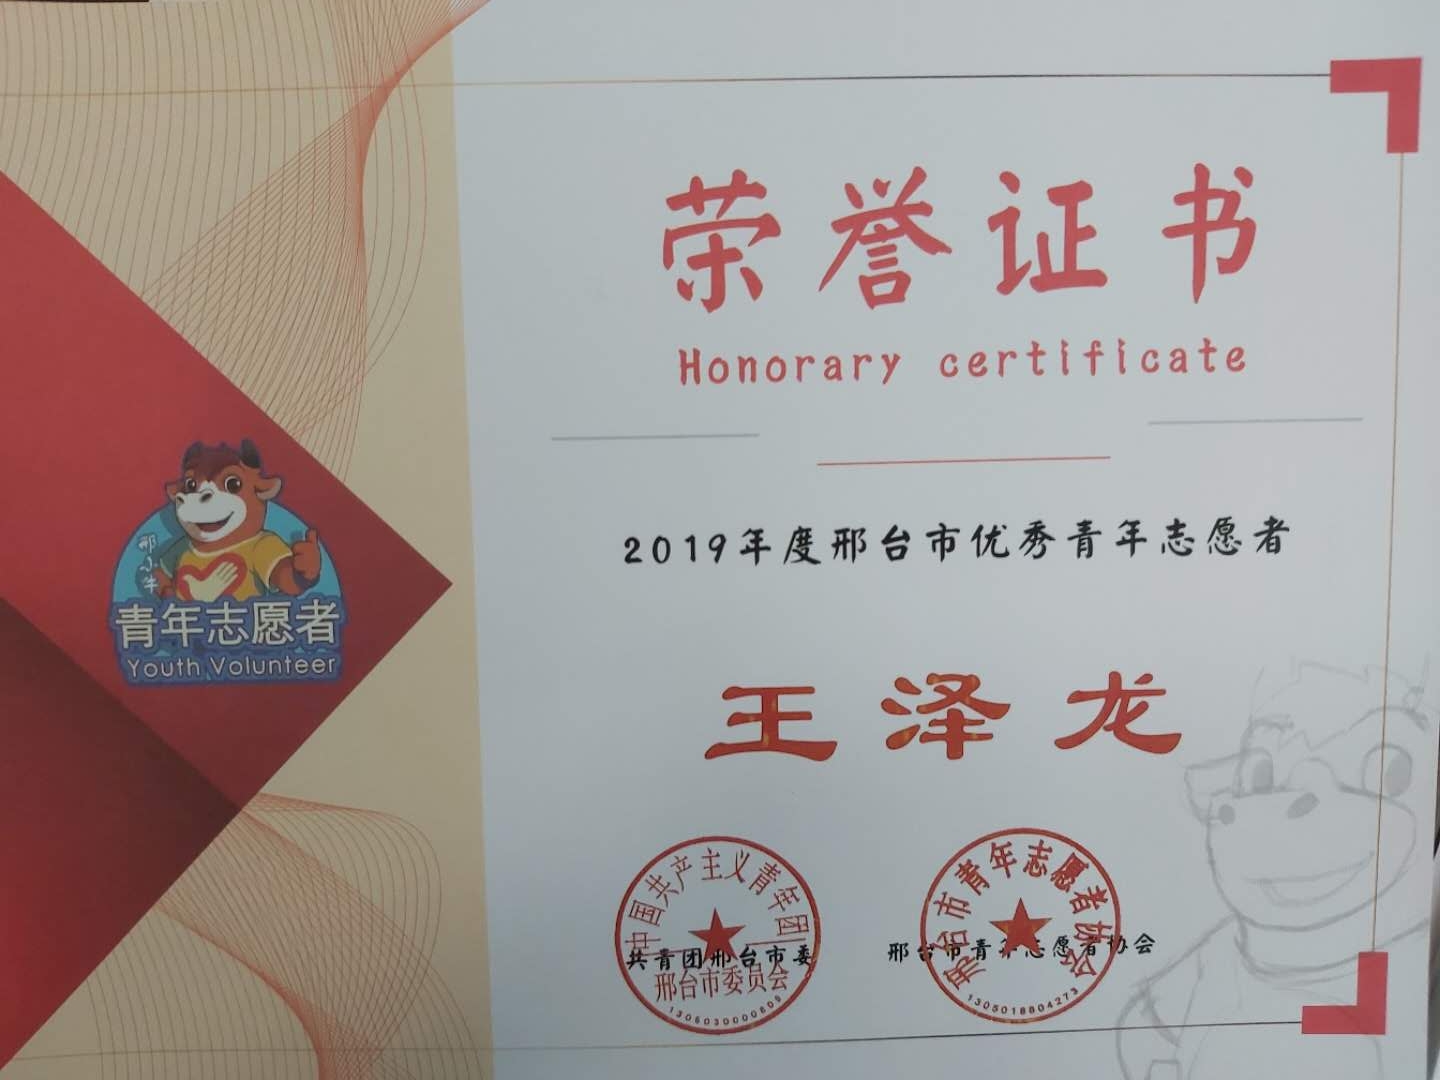 荣誉证书
Honorary certificate
2019年度邢台市优秀青年志愿者
王泽龙
邢小牛
青年志愿者
Youth Volunteer
中国共产主义青年团
共青团邢台市委
邢台市委员会
邢台市青年志愿者协会
邢台市青年志愿者协会
1305018804273